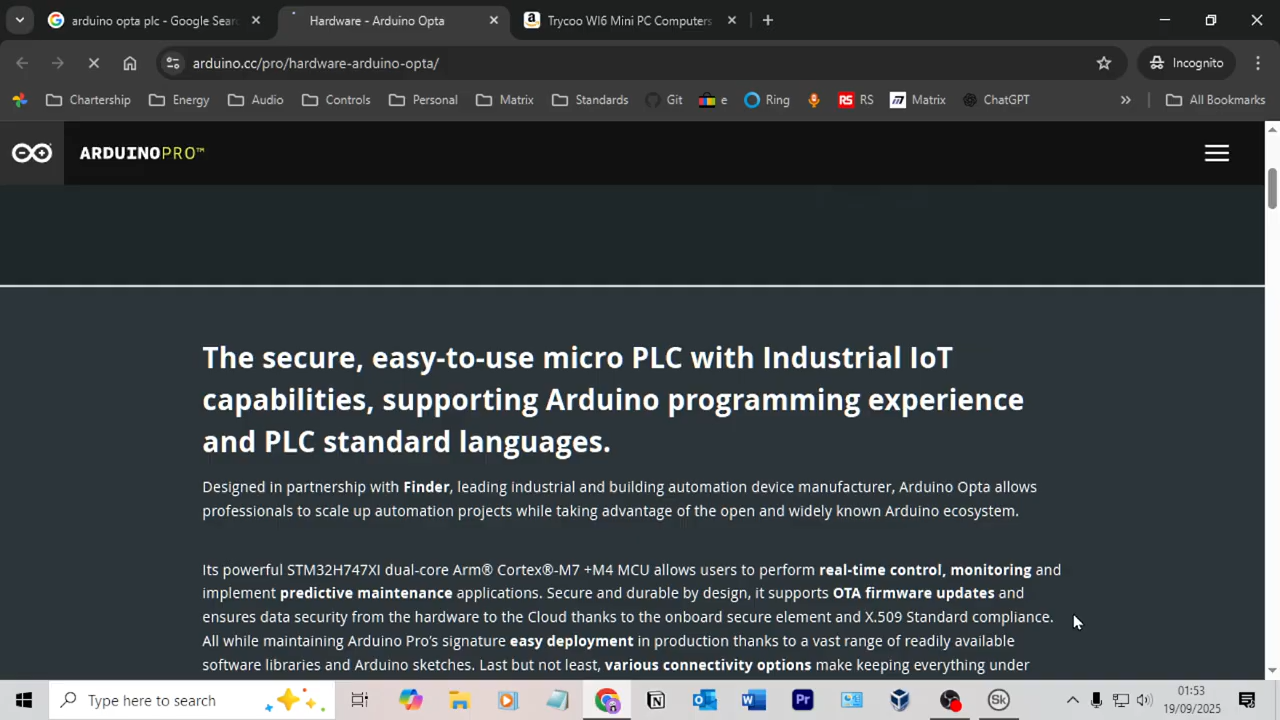 arduino opta plc - Google Sear
Hardware - Arduino Opta
Trycoo WI6 Mini PC Computers
arduino.cc/pro/hardware-arduino-opta/
Incognito
Chartership
Energy
Audio
Controls
Personal
Matrix
Standards
Git
e
Ring
RS RS
Matrix
ChatGPT
All Bookmarks
ARDUINOPRO™
The secure, easy-to-use micro PLC with Industrial IoT
capabilities, supporting Arduino programming experience
and PLC standard languages.
Designed in partnership with Finder, leading industrial and building automation device manufacturer, Arduino Opta allows
professionals to scale up automation projects while taking advantage of the open and widely known Arduino ecosystem.
Its powerful STM32H747XI dual-core Arm® Cortex®-M7 +M4 MCU allows users to perform real-time control, monitoring and
implement predictive maintenance applications. Secure and durable by design, it supports OTA firmware updates and
ensures data security from the hardware to the Cloud thanks to the onboard secure element and X.509 Standard compliance.
All while maintaining Arduino Pro's signature easy deployment in production thanks to a vast range of readily available
software libraries and Arduino sketches. Last but not least, various connectivity options make keeping everything under
Type here to search
Pr
Sk
01:53
19/09/2025